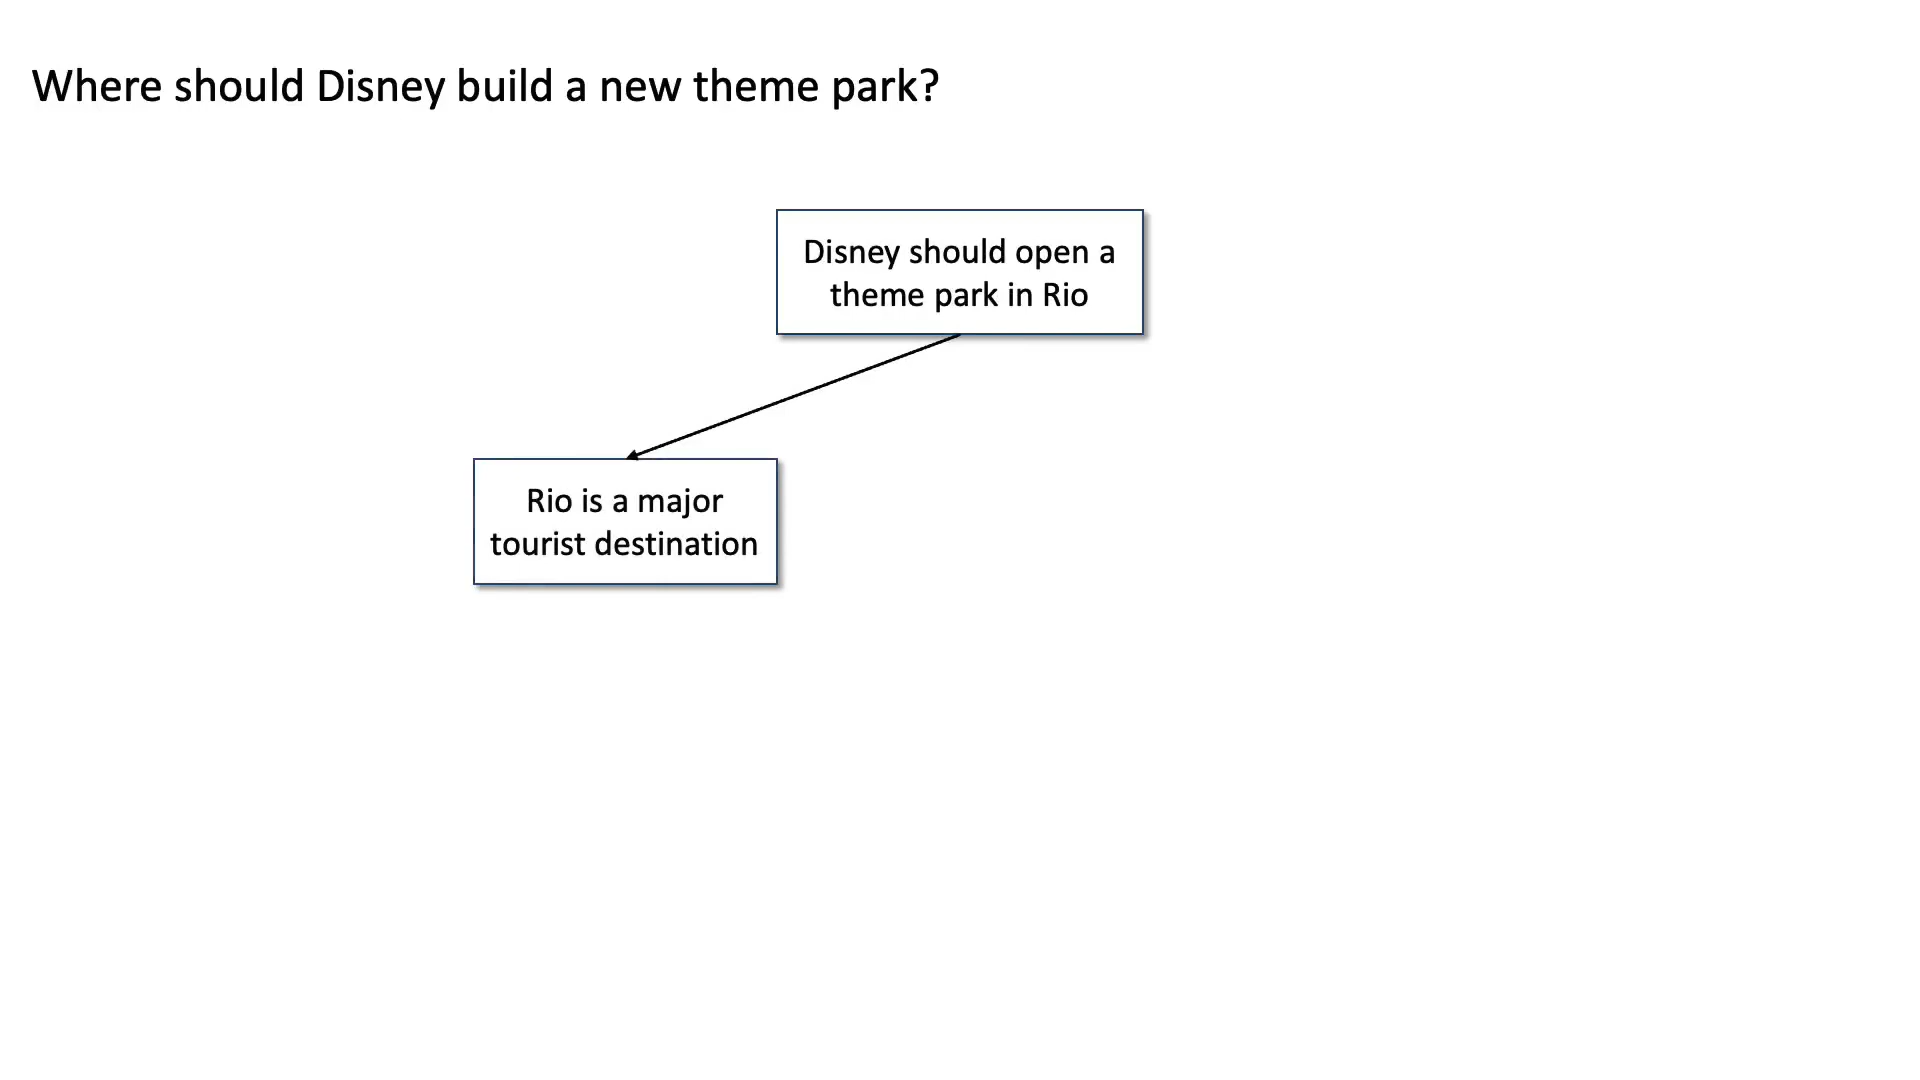 Where should Disney build a new theme park?
Disney should open a
theme park in Rio
Rio is a major
tourist destination